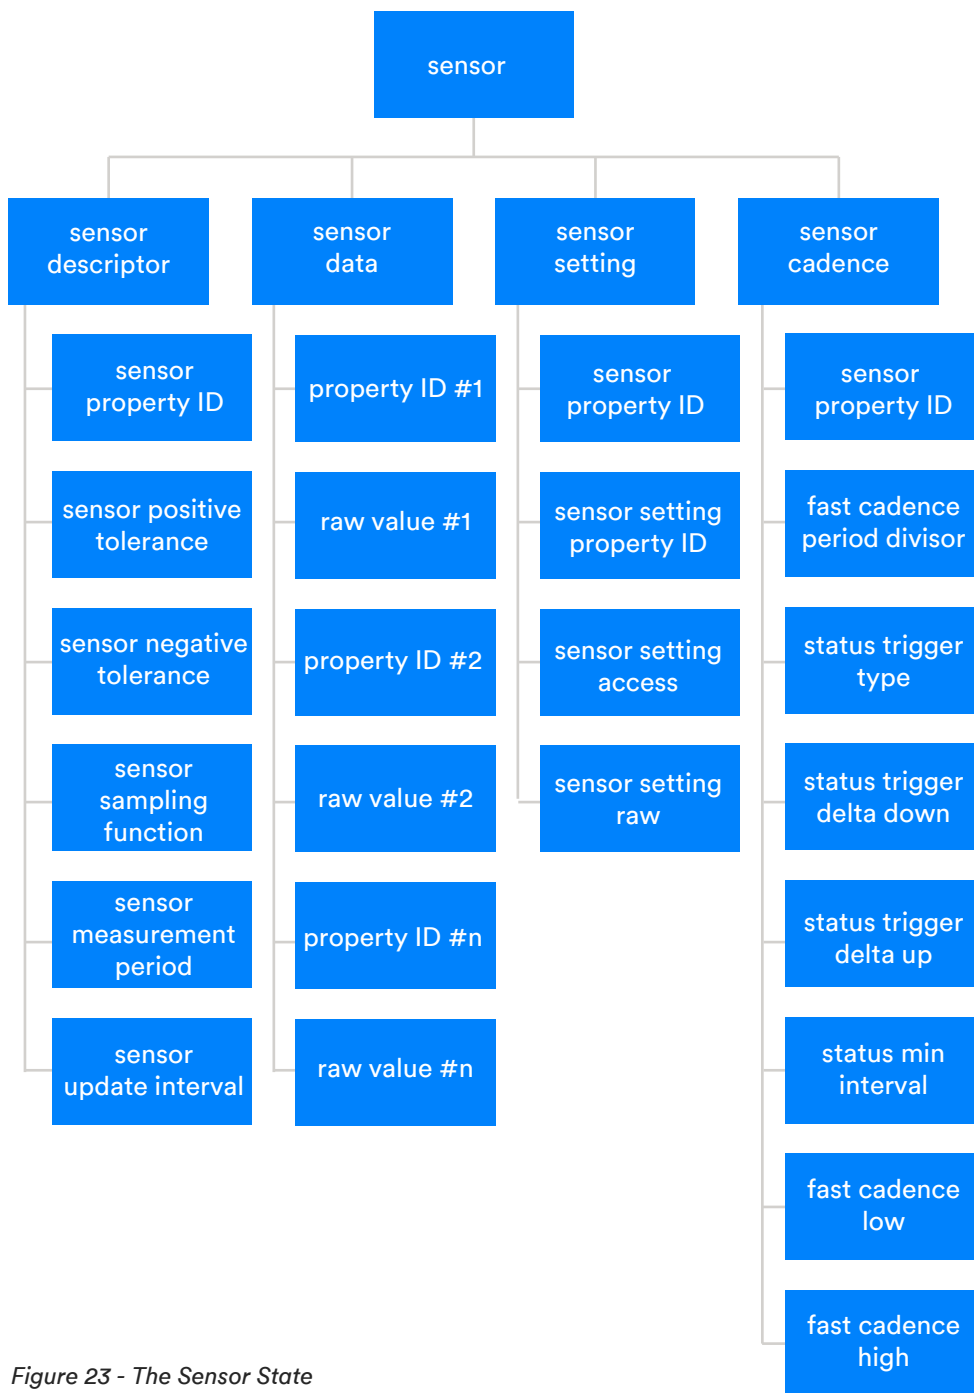 sensor
sensor
descriptor
sensor
property ID
sensor positive
tolerance
sensor negative
tolerance
sensor
sampling
function
sensor
measurement
period
sensor
update interval
sensor
data
property ID #1
raw value #1
property ID #2
raw value #2
property ID #n
raw value #n
sensor
setting
sensor
property ID
sensor setting
property ID
sensor setting
access
sensor setting
raw
sensor
cadence
sensor
property ID
fast cadence
period divisor
status trigger
type
status trigger
delta down
status trigger
delta up
status min
interval
fast cadence
low
fast cadence
high
Figure 23 - The Sensor State